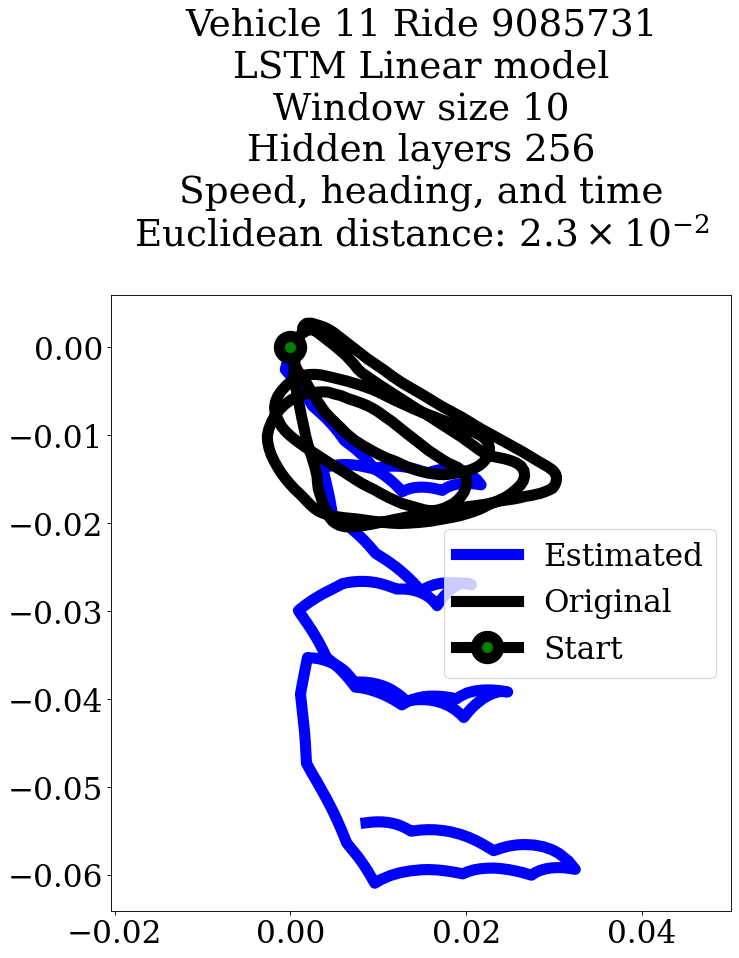 Vehicle 11 Ride 9085731
LSTM Linear model
Window size 10
Hidden layers 256
Speed, heading, and time
Euclidean distance: 2.3 × 10⁻²
0.00
−0.01
−0.02
−0.03
−0.04
−0.05
−0.06
Estimated
Original
Start
−0.02 0.00 0.02 0.04